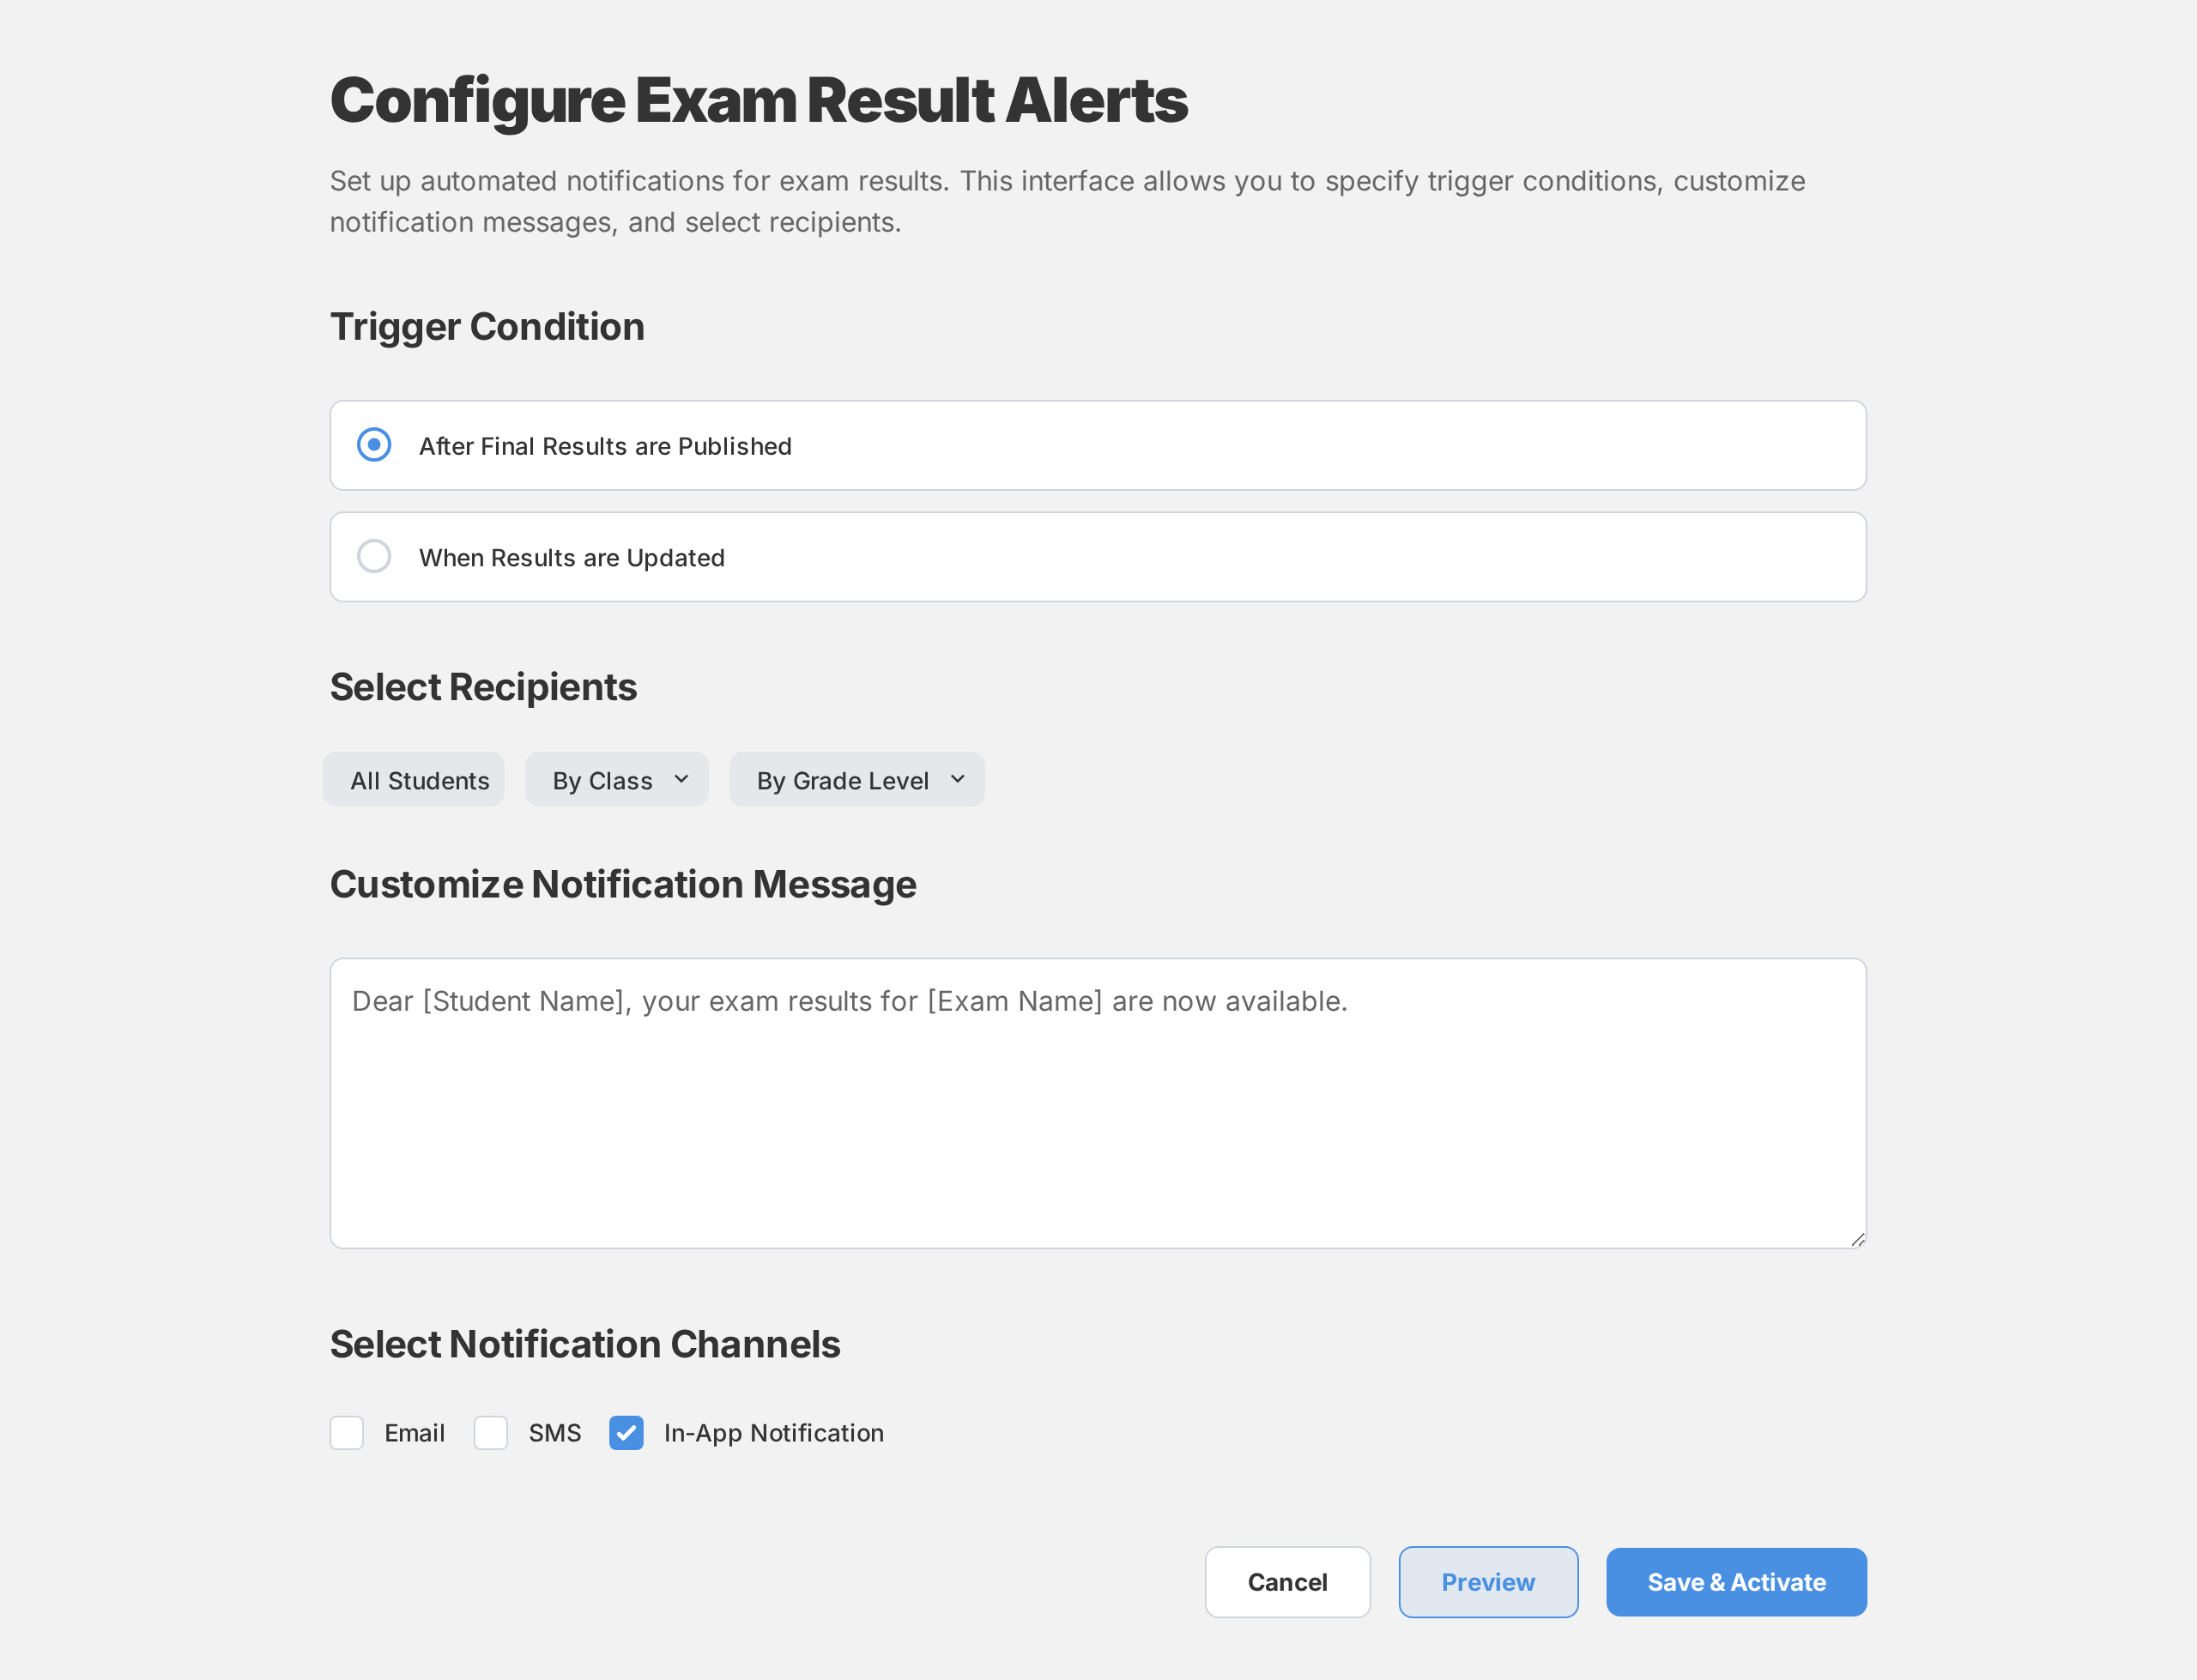 Configure Exam Result Alerts
Set up automated notifications for exam results. This interface allows you to specify trigger conditions, customize
notification messages, and select recipients.
Trigger Condition
After Final Results are Published
When Results are Updated
Select Recipients
All Students
By Class
By Grade Level
Customize Notification Message
Dear [Student Name], your exam results for [Exam Name] are now available.
Select Notification Channels
Email
SMS
In-App Notification
Cancel
Preview
Save & Activate